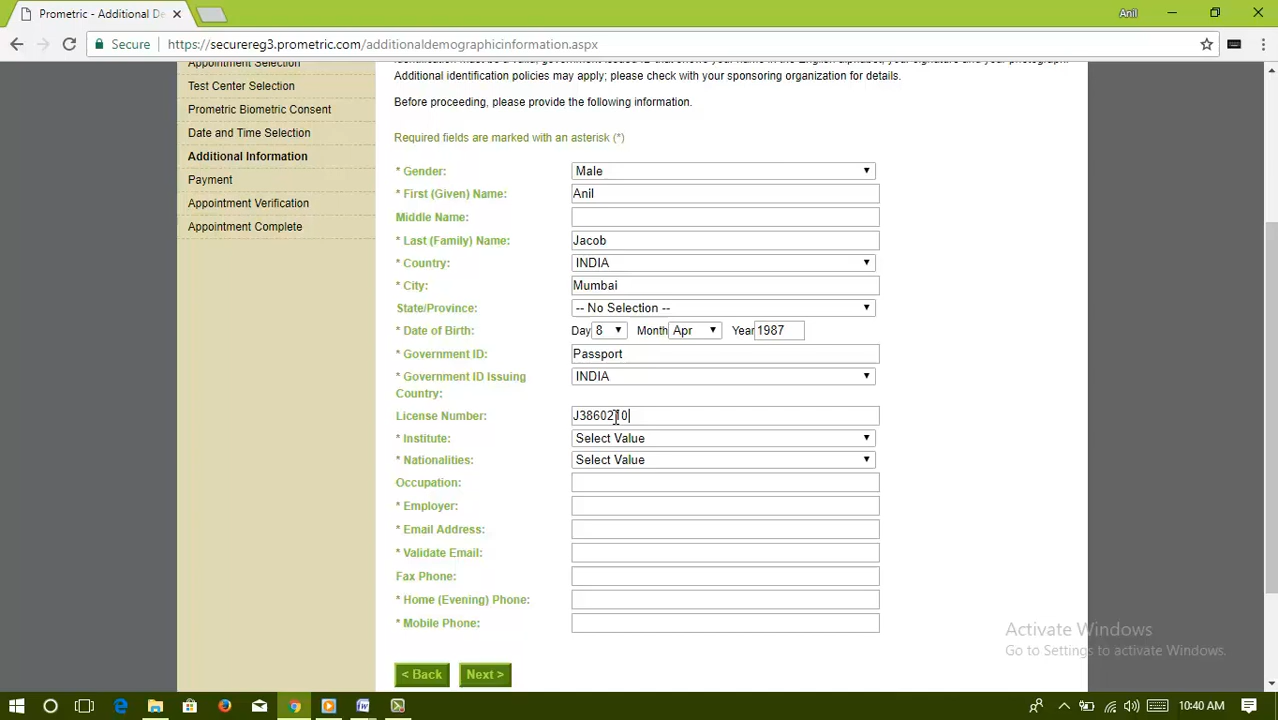 Prometric - Additional De
Anil
Secure
https://securereg3.prometric.com/additionaldemographicinformation.aspx
Appointment Selection
Test Center Selection
Prometric Biometric Consent
Date and Time Selection
Additional Information
Payment
Appointment Verification
Appointment Complete
Additional identification policies may apply; please check with your sponsoring organization for details.
Before proceeding, please provide the following information.
Required fields are marked with an asterisk (*)
* Gender: Male
* First (Given) Name: Anil
Middle Name:
* Last (Family) Name: Jacob
* Country: INDIA
* City: Mumbai
State/Province: -- No Selection --
* Date of Birth: Day 8 Month Apr Year 1987
* Government ID: Passport
* Government ID Issuing INDIA
Country:
License Number: J3860210
* Institute: Select Value
* Nationalities: Select Value
Occupation:
* Employer:
* Email Address:
* Validate Email:
Fax Phone:
* Home (Evening) Phone:
* Mobile Phone:
< Back Next >
Activate Windows
Go to Settings to activate Windows.
10:40 AM